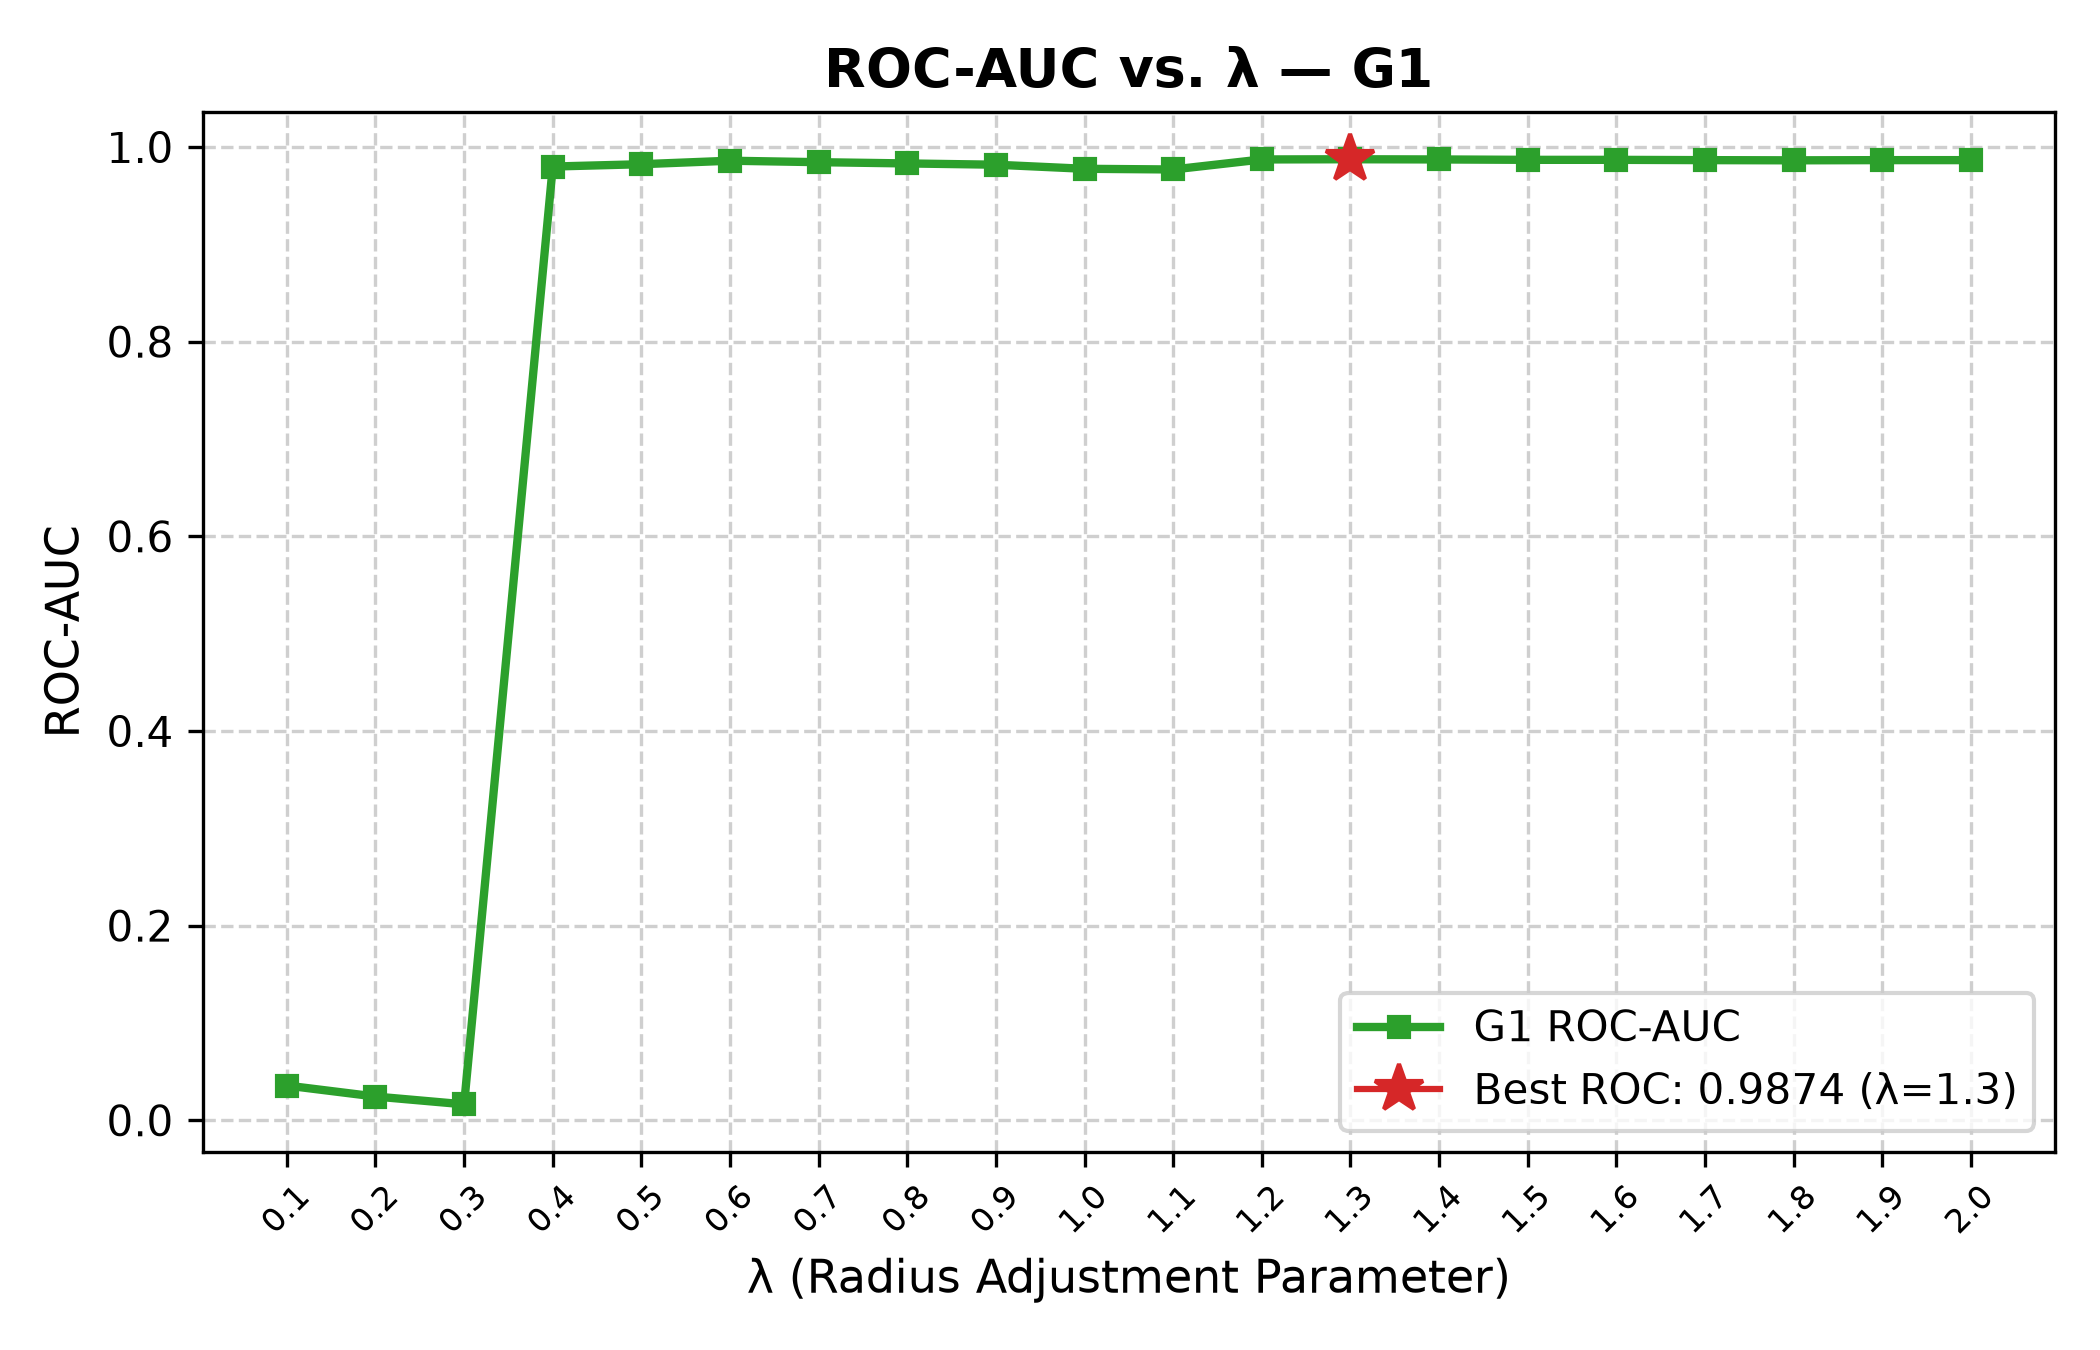 ROC-AUC vs. λ — G1
ROC-AUC
1.0
0.8
0.6
0.4
0.2
0.0
G1 ROC-AUC
Best ROC: 0.9874 (λ=1.3)
0.1 0.2 0.3 0.4 0.5 0.6 0.7 0.8 0.9 1.0 1.1 1.2 1.3 1.4 1.5 1.6 1.7 1.8 1.9 2.0
λ (Radius Adjustment Parameter)